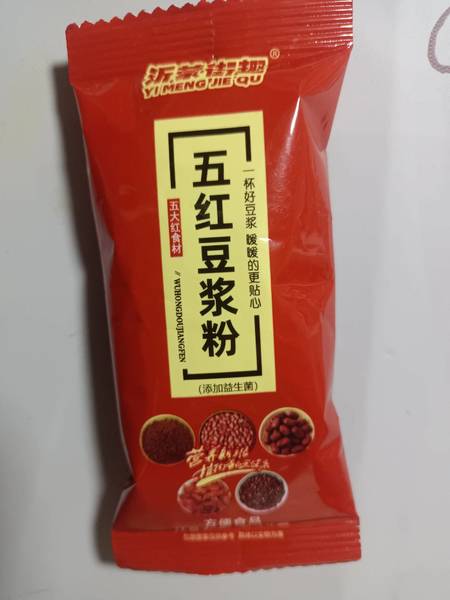 沂蒙街趣®
YI MENG JIE QU
五红豆浆粉
一杯好豆浆 暖暖的更贴心
五大红食材
// WUHONGDOUJIANGFEN
(添加益生菌)
方便食品